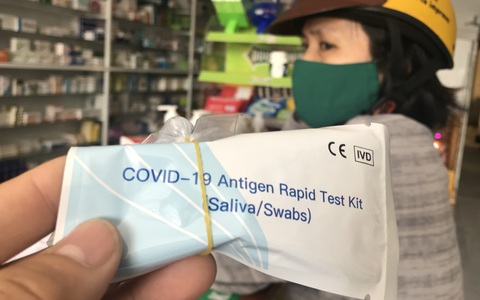 CE IVD
COVID-19 Antigen Rapid Test Kit
(Saliva/Swabs)